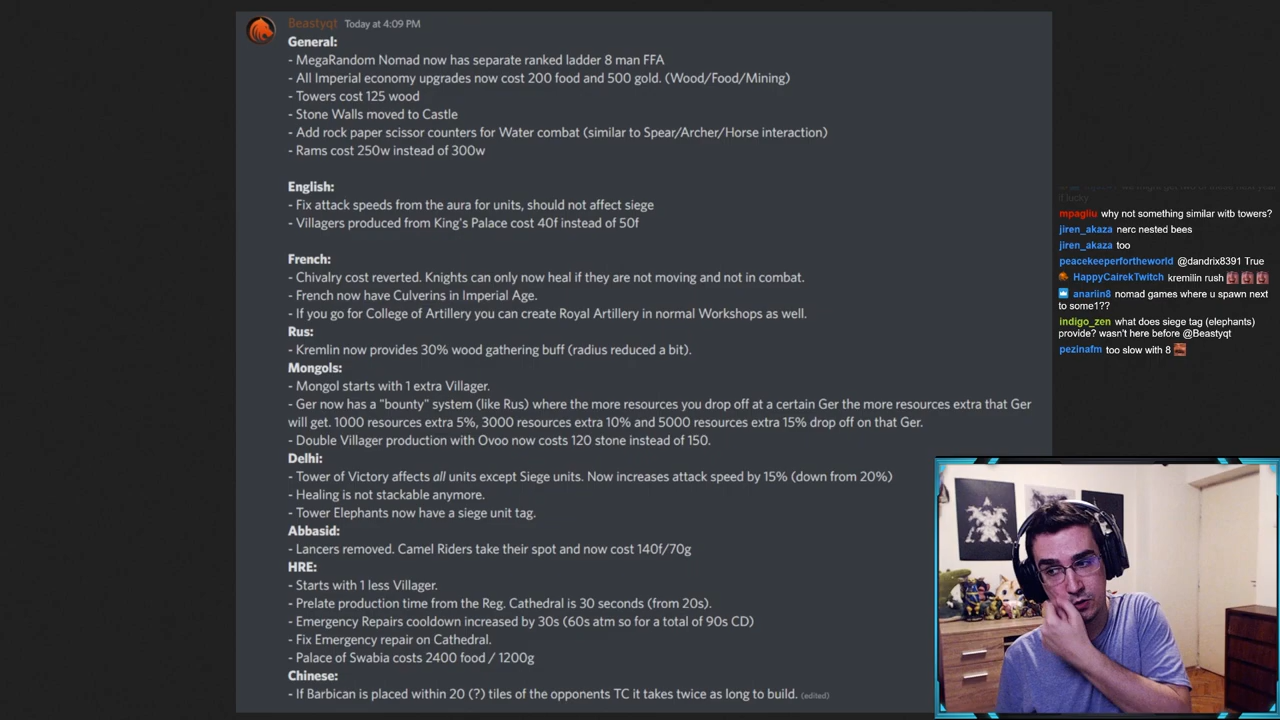 Beastyqt Today at 4:09 PM
General:
- MegaRandom Nomad now has separate ranked ladder 8 man FFA
- All Imperial economy upgrades now cost 200 food and 500 gold. (Wood/Food/Mining)
- Towers cost 125 wood
- Stone Walls moved to Castle
- Add rock paper scissor counters for Water combat (similar to Spear/Archer/Horse interaction)
- Rams cost 250w instead of 300w
English:
- Fix attack speeds from the aura for units, should not affect siege
- Villagers produced from King's Palace cost 40f instead of 50f
French:
- Chivalry cost reverted. Knights can only now heal if they are not moving and not in combat.
- French now have Culverins in Imperial Age.
- If you go for College of Artillery you can create Royal Artillery in normal Workshops as well.
Rus:
- Kremlin now provides 30% wood gathering buff (radius reduced a bit).
Mongols:
- Mongol starts with 1 extra Villager.
- Ger now has a "bounty" system (like Rus) where the more resources you drop off at a certain Ger the more resources extra that Ger
will get. 1000 resources extra 5%, 3000 resources extra 10% and 5000 resources extra 15% drop off on that Ger.
- Double Villager production with Ovoo now costs 120 stone instead of 150.
Delhi:
- Tower of Victory affects all units except Siege units. Now increases attack speed by 15% (down from 20%)
- Healing is not stackable anymore.
- Tower Elephants now have a siege unit tag.
Abbasid:
- Lancers removed. Camel Riders take their spot and now cost 140f/70g
HRE:
- Starts with 1 less Villager.
- Prelate production time from the Reg. Cathedral is 30 seconds (from 20s).
- Emergency Repairs cooldown increased by 30s (60s atm so for a total of 90s CD)
- Fix Emergency repair on Cathedral.
- Palace of Swabia costs 2400 food / 1200g
Chinese:
- If Barbican is placed within 20 (?) tiles of the opponents TC it takes twice as long to build. (edited)
if lucky
mpagliu why not something similar witb towers?
jiren_akaza nerc nested bees
jiren_akaza too
peacekeeperfortheworld @dandrix8391 True
HappyCairekTwitch kremilin rush
anariin8 nomad games where u spawn next
to some1??
indigo_zen what does siege tag (elephants)
provide? wasn't here before @Beastyqt
pezinafm too slow with 8